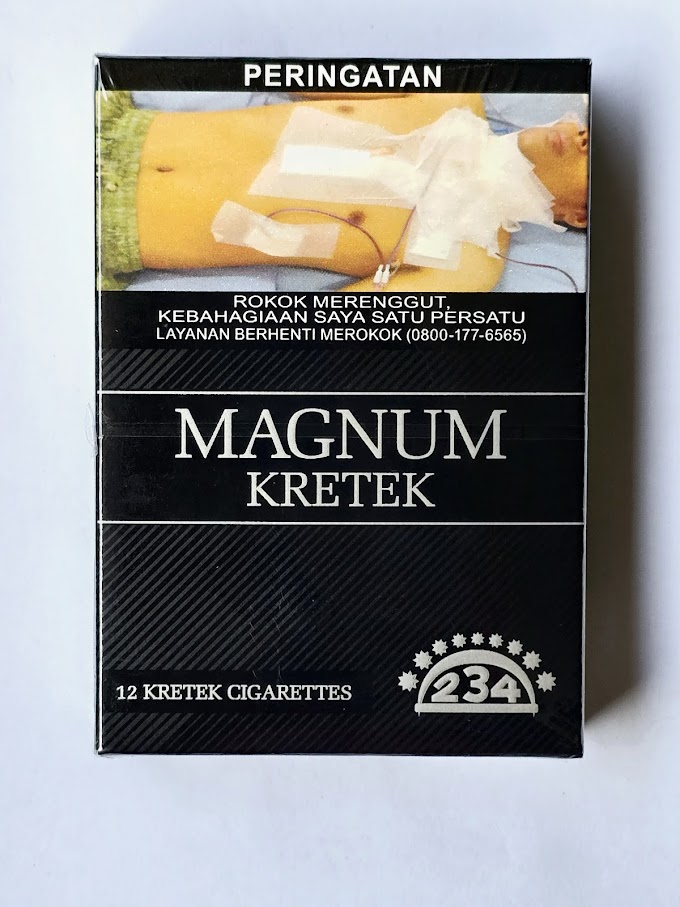 PERINGATAN
ROKOK MERENGGUT,
KEBAHAGIAAN SAYA SATU PERSATU
LAYANAN BERHENTI MEROKOK (0800-177-6565)
MAGNUM
KRETEK
234
12 KRETEK CIGARETTES